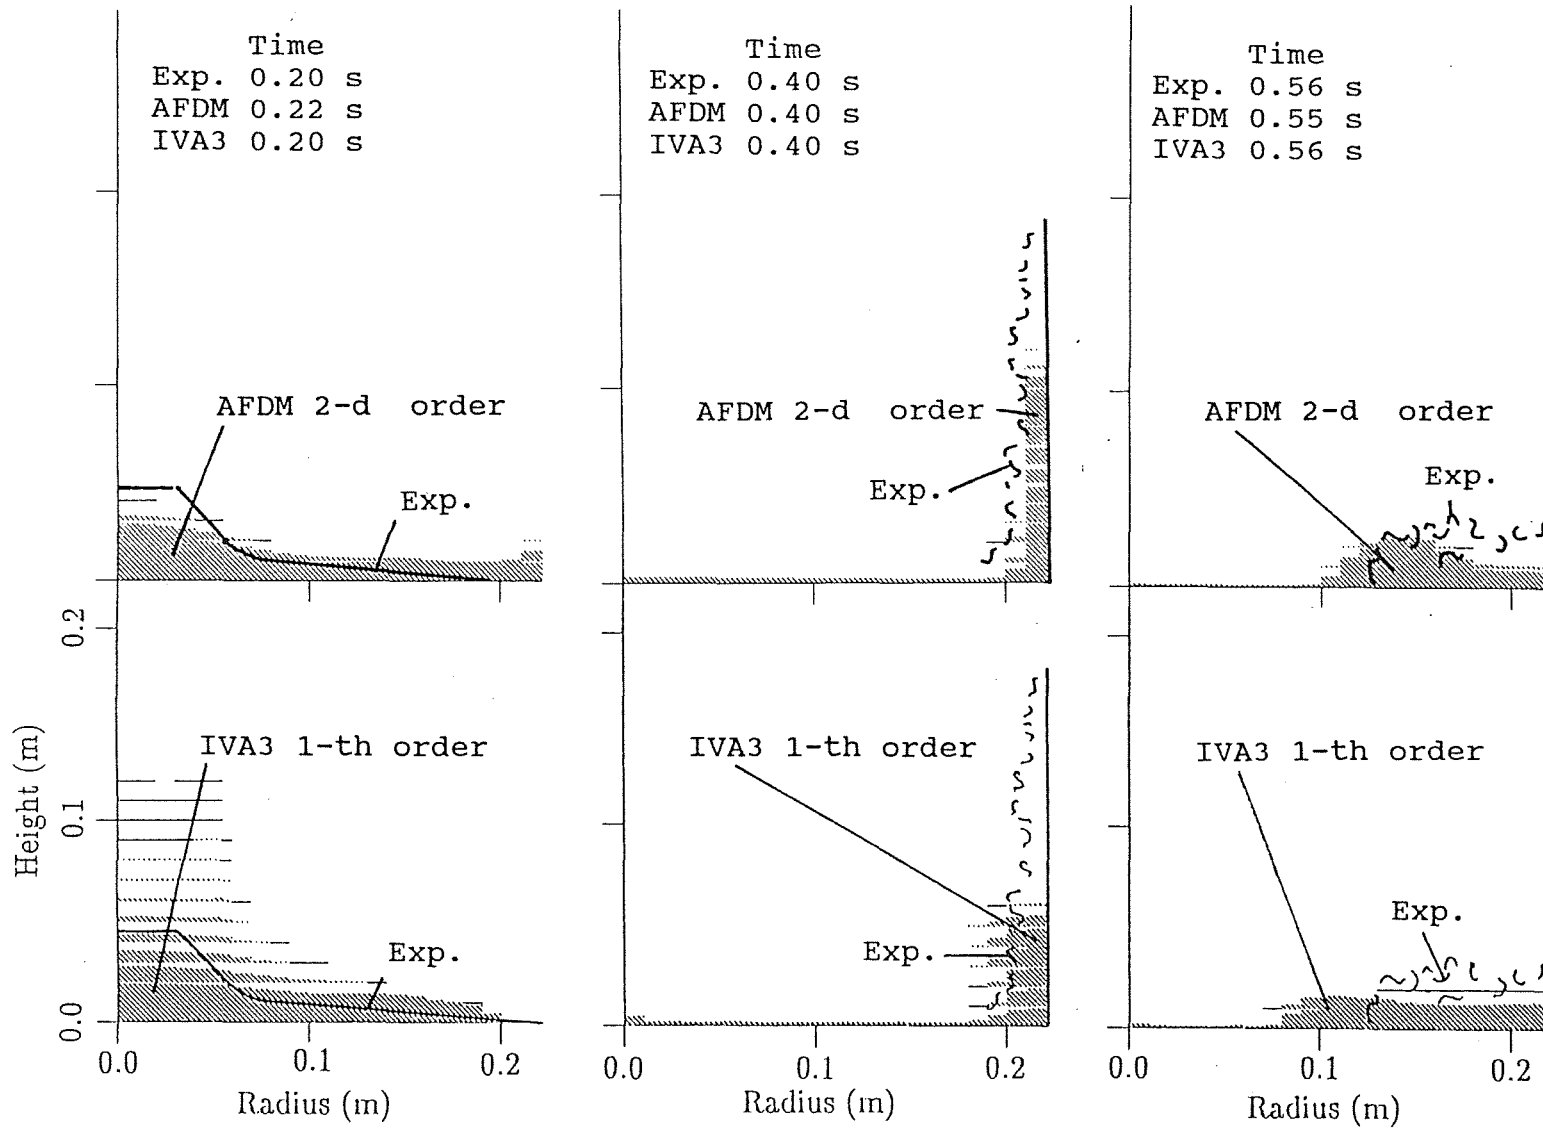 Time
Exp. 0.20 s
AFDM 0.22 s
IVA3 0.20 s
Time
Exp. 0.40 s
AFDM 0.40 s
IVA3 0.40 s
Time
Exp. 0.56 s
AFDM 0.55 s
IVA3 0.56 s
AFDM 2-d order
Exp.
AFDM 2-d order
Exp.
AFDM 2-d order
Exp.
Height (m)
0.2
0.1
0.0
IVA3 1-th order
Exp.
IVA3 1-th order
Exp.
IVA3 1-th order
Exp.
0.0 0.1 0.2
Radius (m)
0.0 0.1 0.2
Radius (m)
0.0 0.1 0.2
Radius (m)